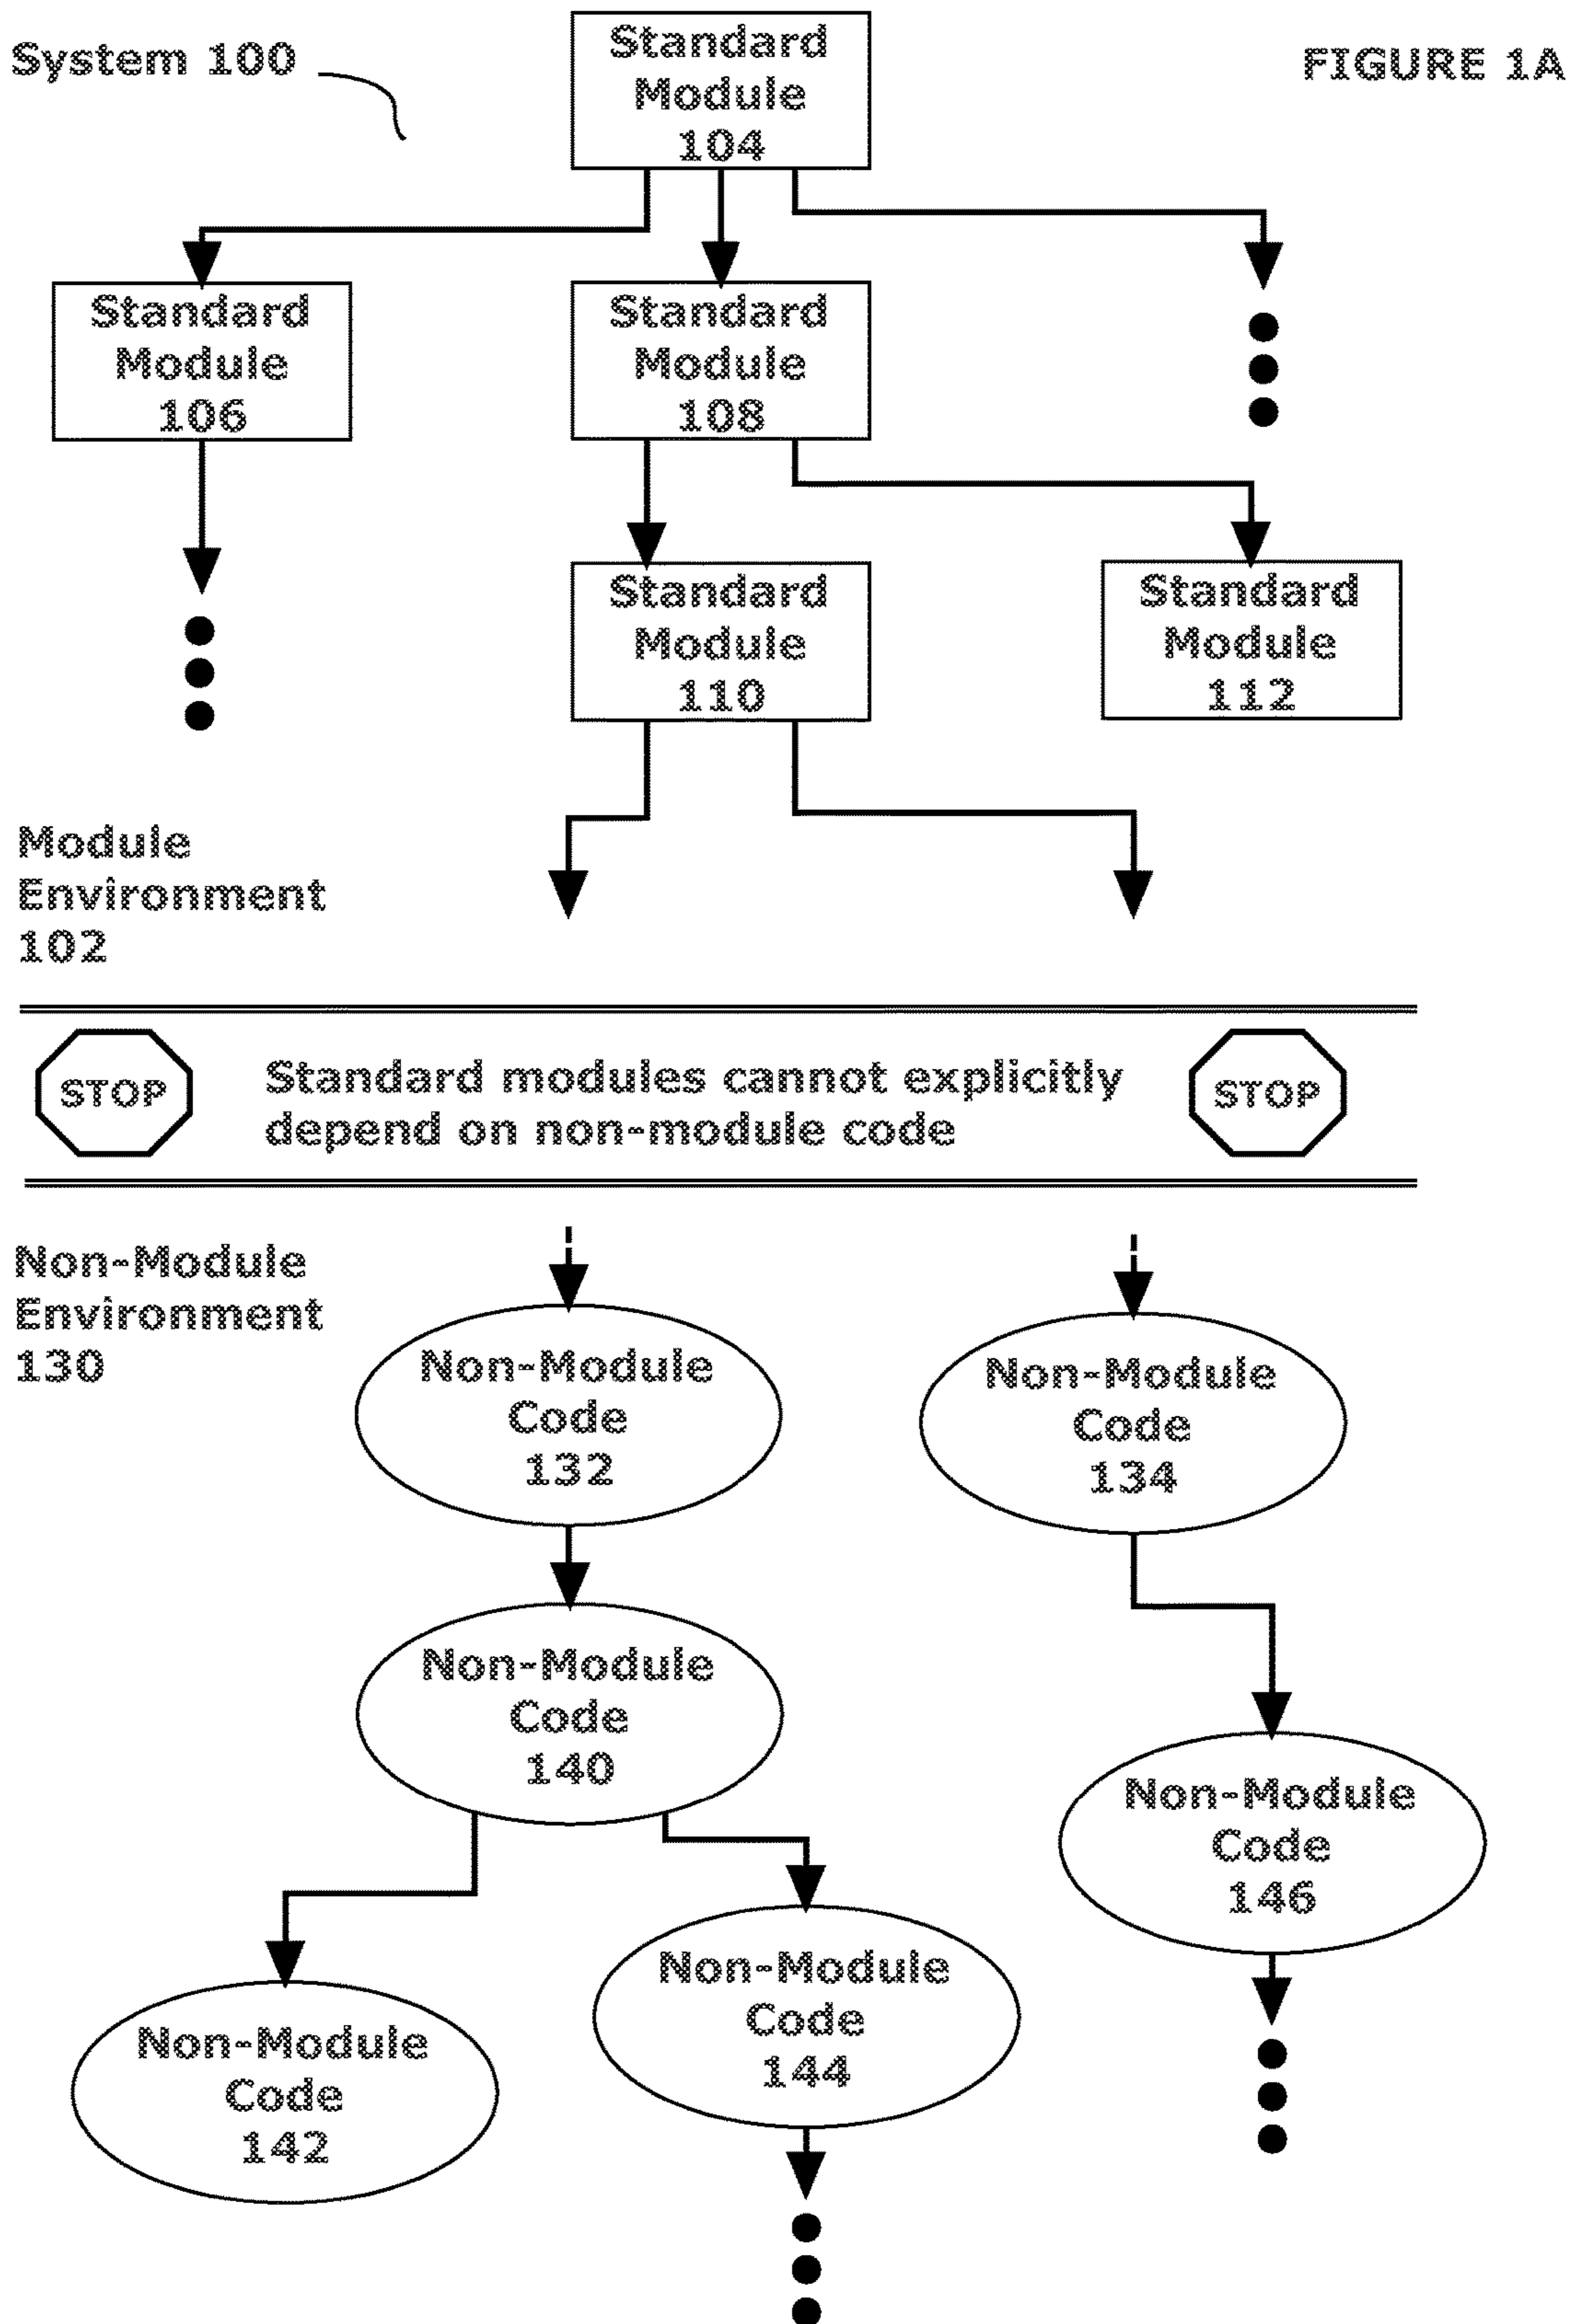 System 100
FIGURE 1A
Standard
Module
104
Standard
Module
106
Standard
Module
108
Standard
Module
110
Standard
Module
112
Module
Environment
102
STOP
Standard modules cannot explicitly
depend on non-module code
STOP
Non-Module
Environment
130
Non-Module
Code
132
Non-Module
Code
134
Non-Module
Code
140
Non-Module
Code
146
Non-Module
Code
142
Non-Module
Code
144